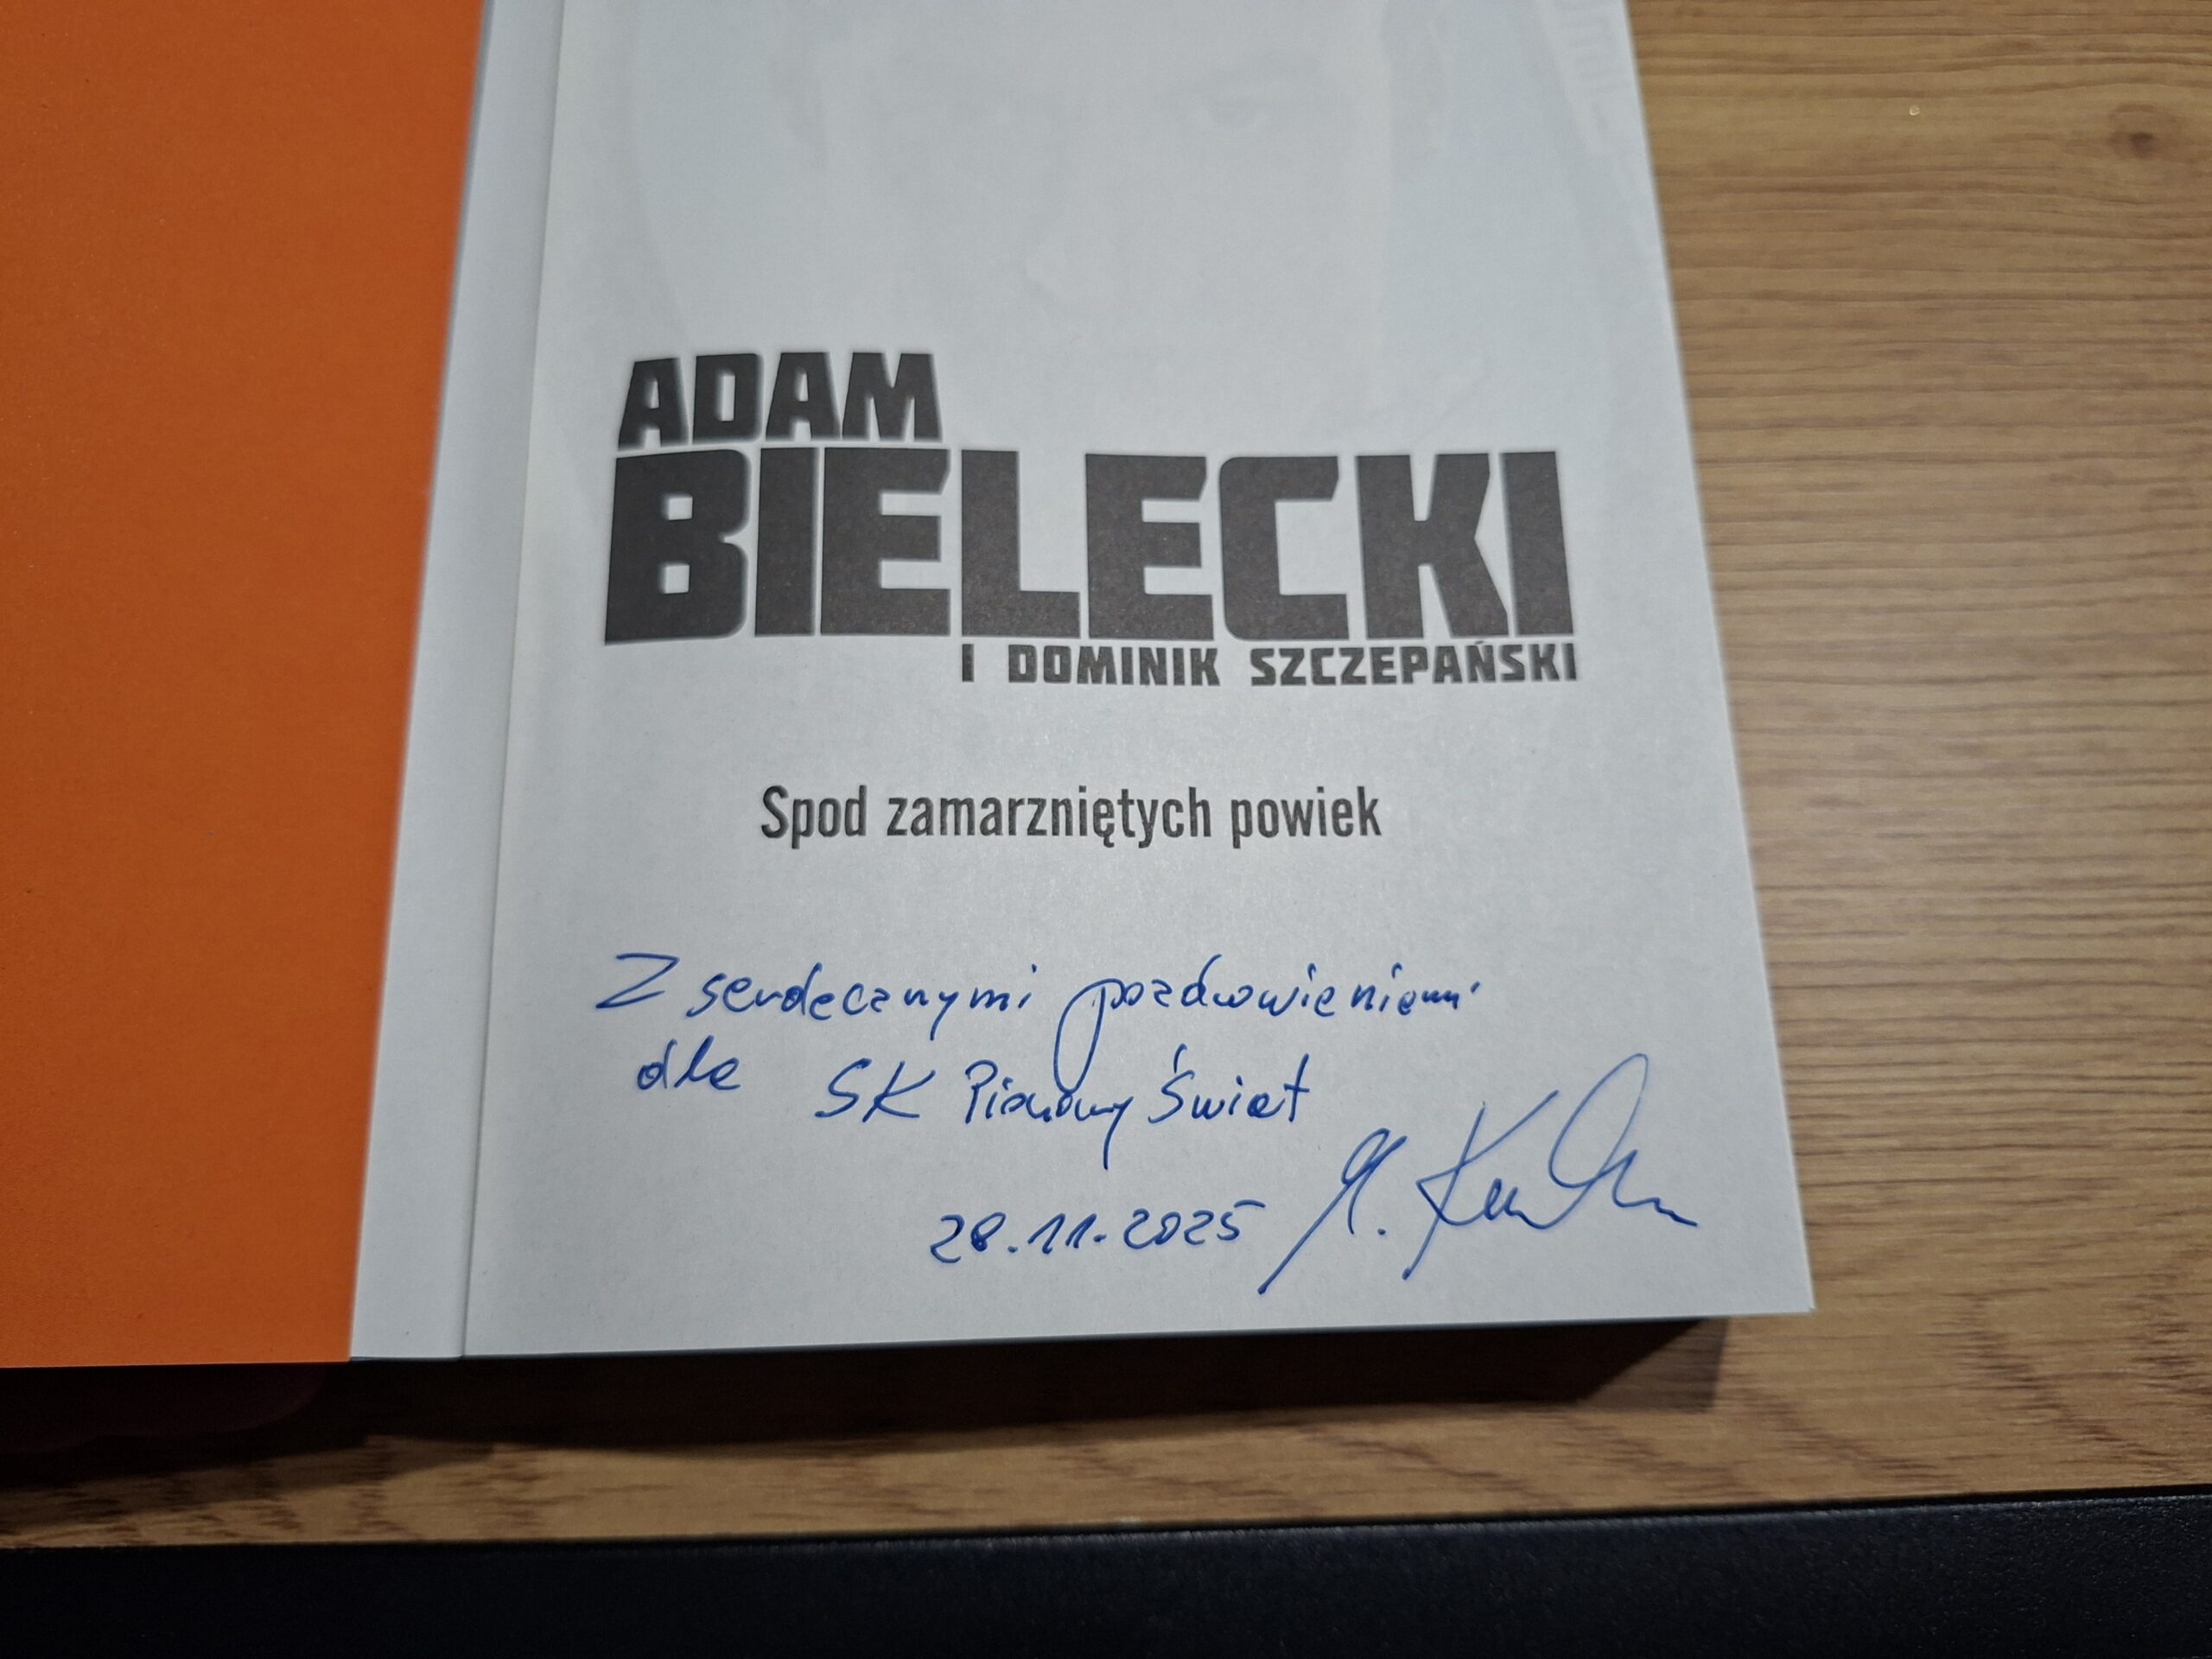 ADAM
BIELECKI
I DOMINIK SZCZEPAŃSKI
Spod zamarzniętych powiek
Z serdecznymi pozdrowieniami
dla SK Pionowy Świat
28.11.2025